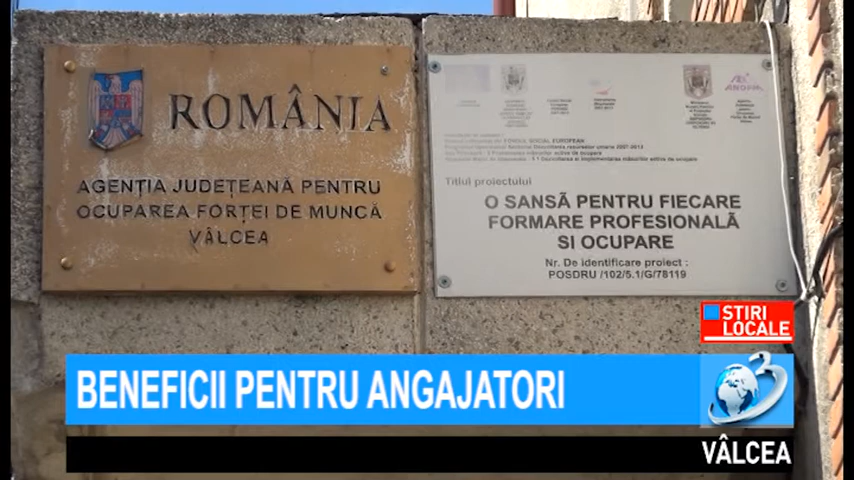 ROMÂNIA
AGENȚIA JUDEȚEANĂ PENTRU
OCUPAREA FORȚEI DE MUNCĂ
VÂLCEA
ANOFM
Titlul proiectului
O SANSĂ PENTRU FIECARE
FORMARE PROFESIONALĂ
SI OCUPARE
Nr. De identificare proiect :
POSDRU /102/5.1/G/78119
STIRI
LOCALE
BENEFICII PENTRU ANGAJATORI
3
VÂLCEA